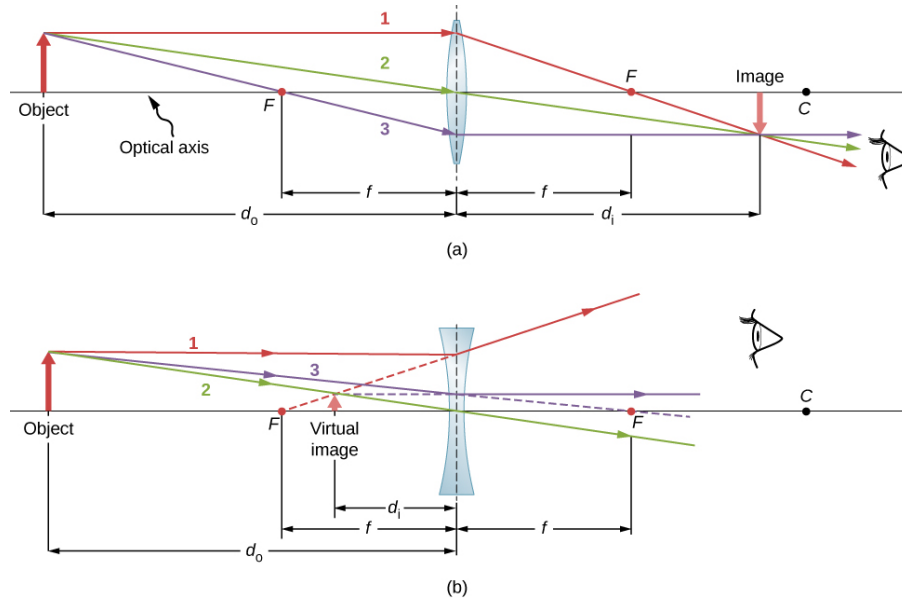 1
2
F
Image
Object
F
C
3
Optical axis
f
f
dₒ
dᵢ
(a)
1
3
2
C
Object
F
Virtual
image
F
dᵢ
f
f
dₒ
(b)